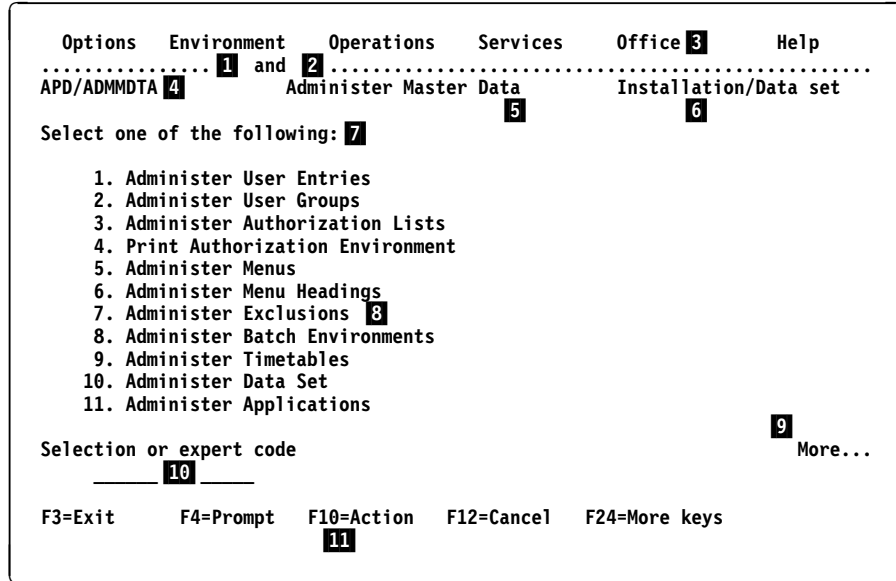 Options Environment Operations Services Office 3 Help
................ 1 and 2 ...................................................
APD/ADMMDTA 4 Administer Master Data Installation/Data set
5 6
Select one of the following: 7
1. Administer User Entries
2. Administer User Groups
3. Administer Authorization Lists
4. Print Authorization Environment
5. Administer Menus
6. Administer Menu Headings
7. Administer Exclusions 8
8. Administer Batch Environments
9. Administer Timetables
10. Administer Data Set
11. Administer Applications
9
Selection or expert code More...
______ 10 _____
F3=Exit F4=Prompt F10=Action F12=Cancel F24=More keys
11